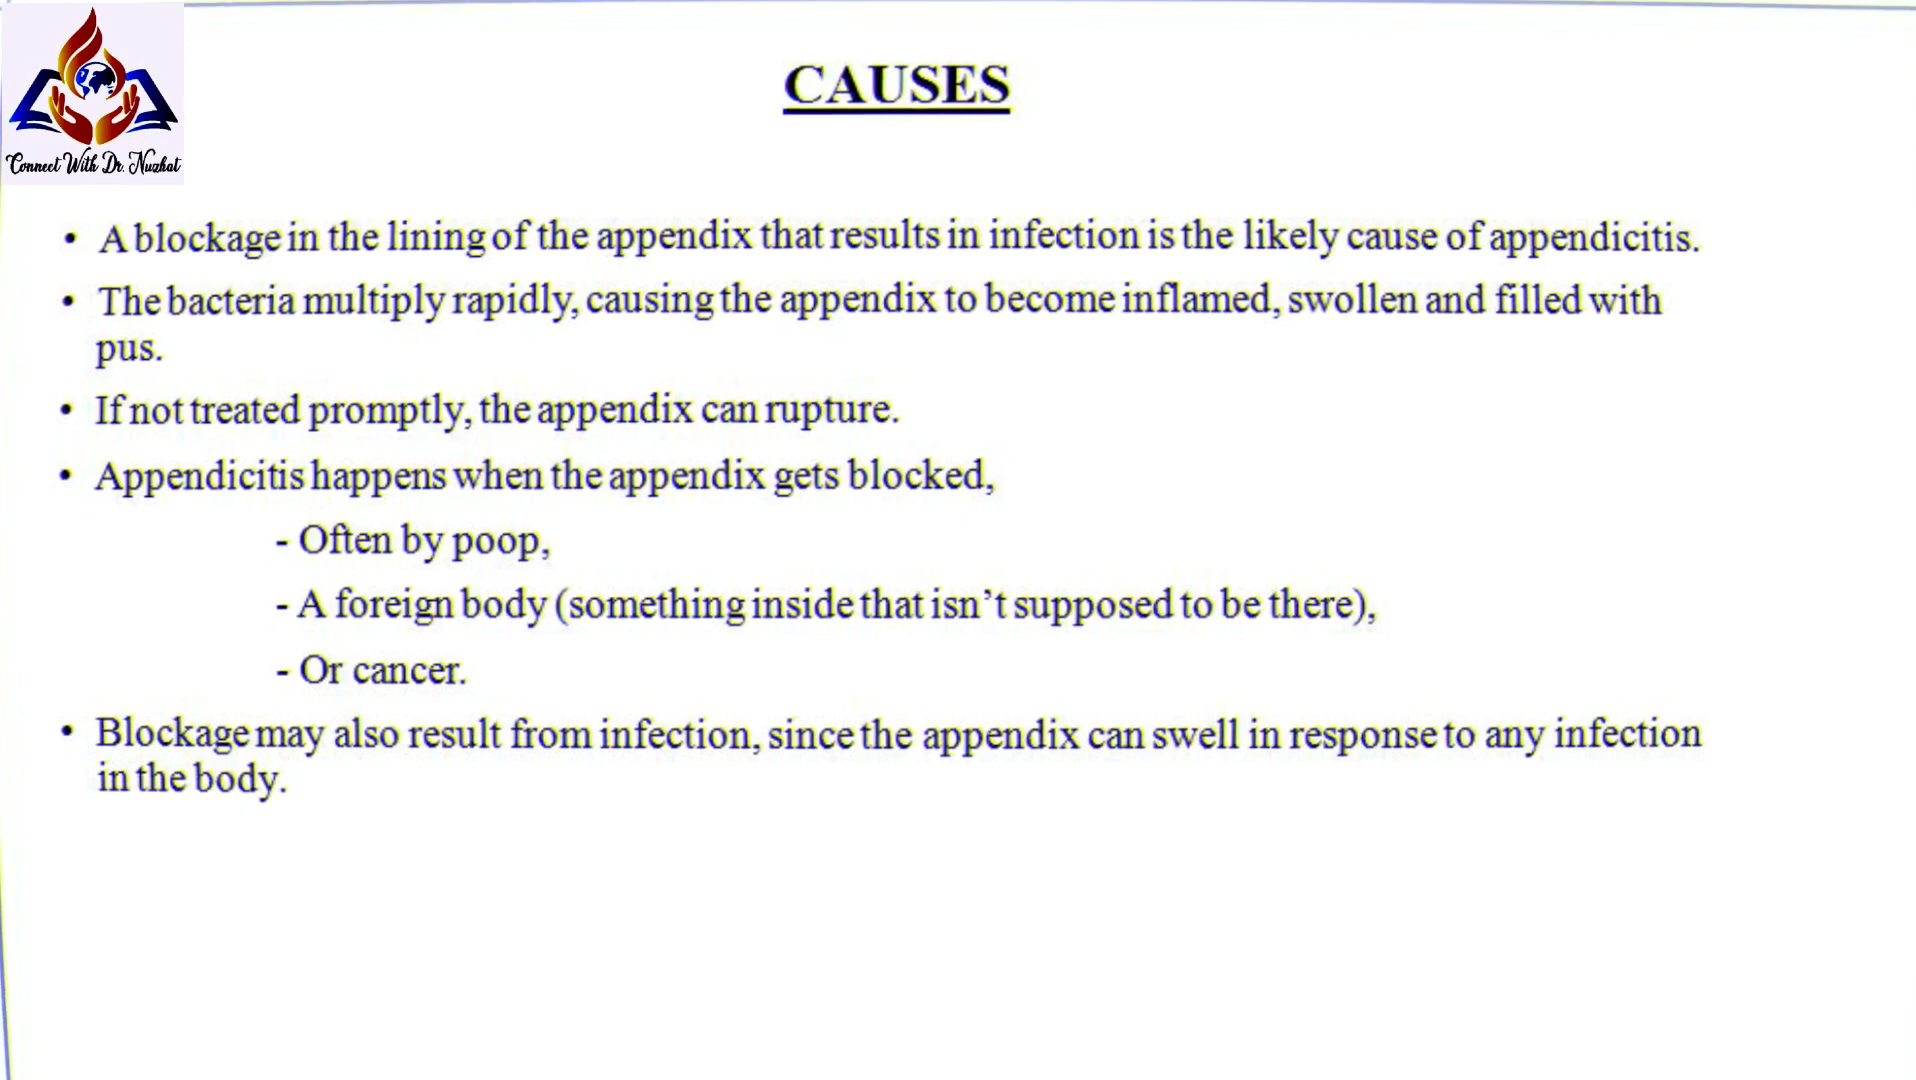 Connect With Dr. Nuzhat
CAUSES
• A blockage in the lining of the appendix that results in infection is the likely cause of appendicitis.
• The bacteria multiply rapidly, causing the appendix to become inflamed, swollen and filled with
pus.
• If not treated promptly, the appendix can rupture.
• Appendicitis happens when the appendix gets blocked,
- Often by poop,
- A foreign body (something inside that isn’t supposed to be there),
- Or cancer.
• Blockage may also result from infection, since the appendix can swell in response to any infection
in the body.